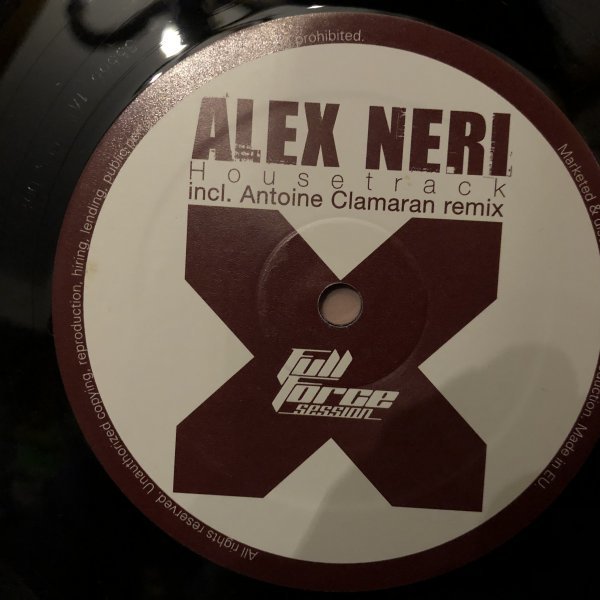 ALEX NERI
Housetrack
incl. Antoine Clamaran remix
Full
Force
SESSION
All rights reserved. Unauthorized copying, reproduction, hiring, lending, public
prohibited.
Marketed &
Made in EU.